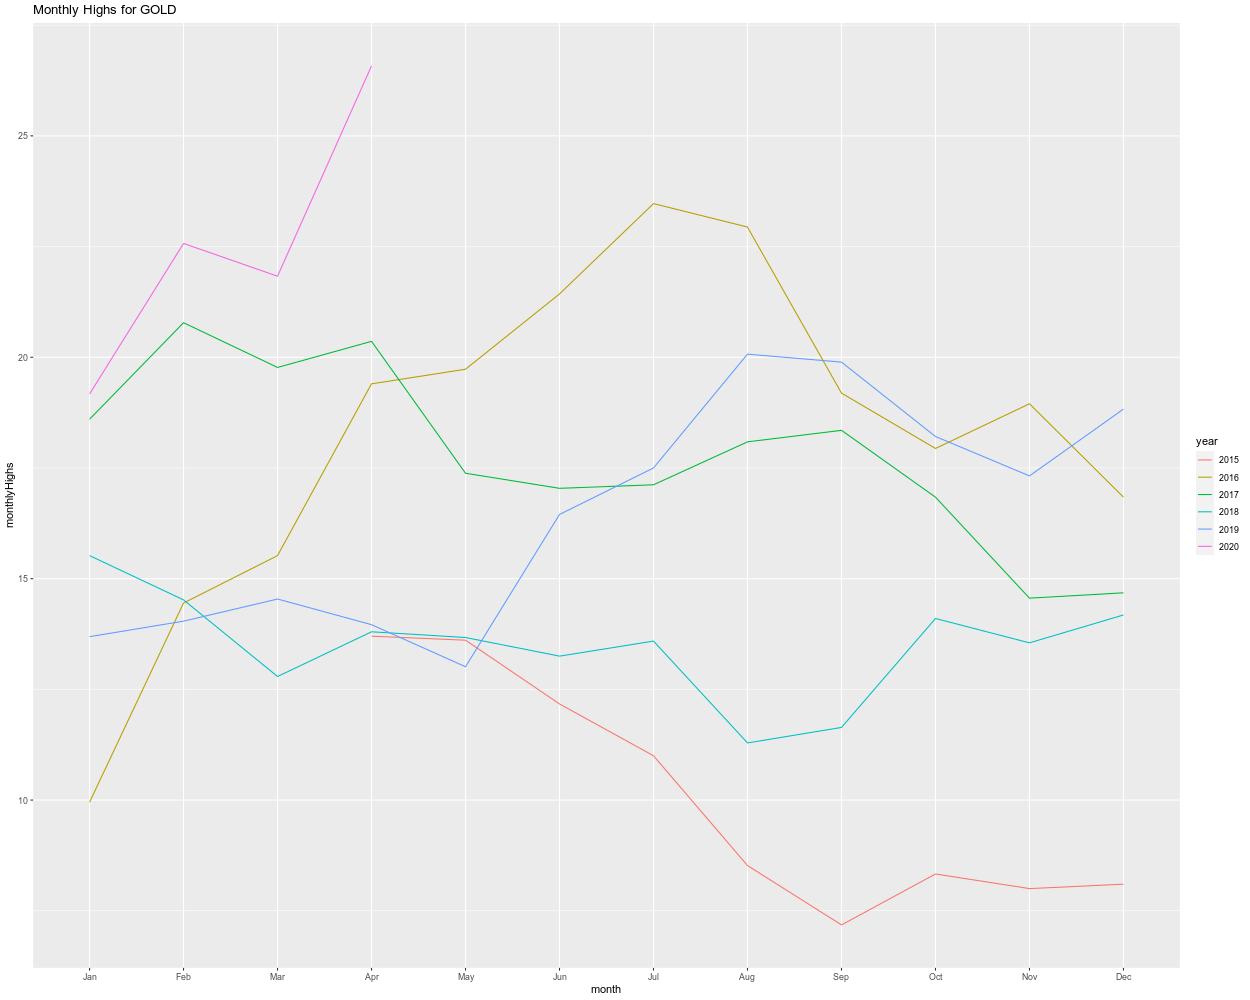 Monthly Highs for GOLD
25
20
15
10
monthlyHighs
Jan Feb Mar Apr May Jun Jul Aug Sep Oct Nov Dec
month
year
2015
2016
2017
2018
2019
2020